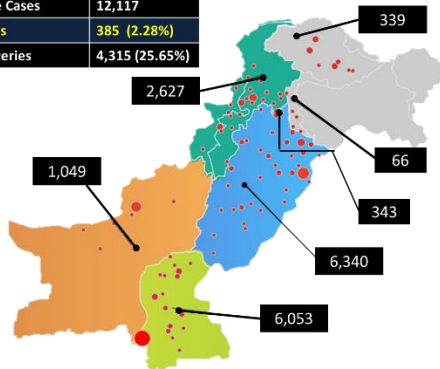 e Cases 12,117
s 385 (2.28%)
veries 4,315 (25.65%)
339
2,627
66
1,049
343
6,340
6,053